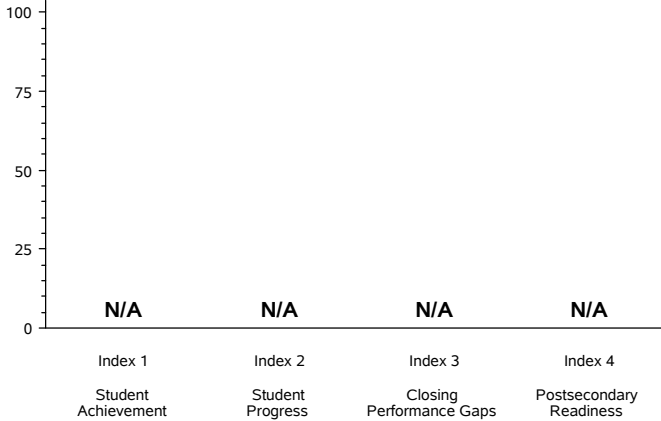 100
75
50
25
0
N/A N/A N/A N/A
Index 1 Index 2 Index 3 Index 4
Student Student Closing Postsecondary
Achievement Progress Performance Gaps Readiness